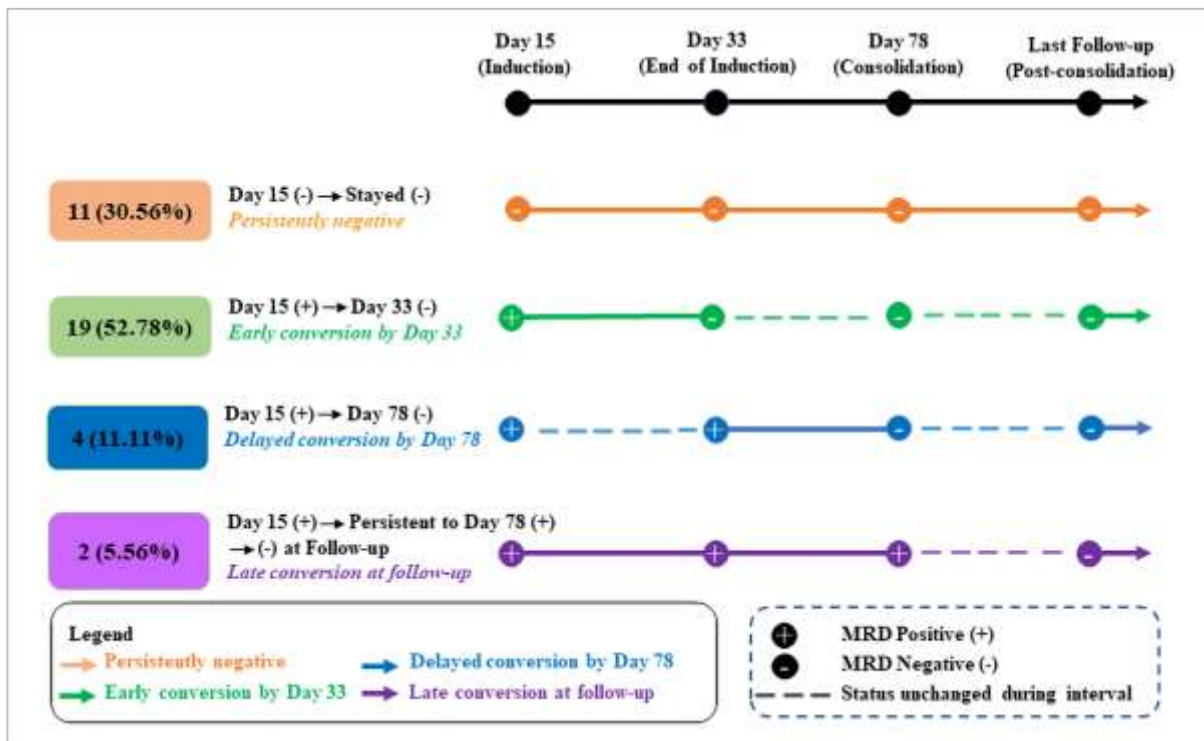 Day 15
(Induction)
Day 33
(End of Induction)
Day 78
(Consolidation)
Last Follow-up
(Post-consolidation)
11 (30.56%)
Day 15 (-) → Stayed (-)
Persistently negative
19 (52.78%)
Day 15 (+) → Day 33 (-)
Early conversion by Day 33
4 (11.11%)
Day 15 (+) → Day 78 (-)
Delayed conversion by Day 78
2 (5.56%)
Day 15 (+) → Persistent to Day 78 (+)
→ (-) at Follow-up
Late conversion at follow-up
Legend
Persistently negative
Delayed conversion by Day 78
Early conversion by Day 33
Late conversion at follow-up
MRD Positive (+)
MRD Negative (-)
Status unchanged during interval